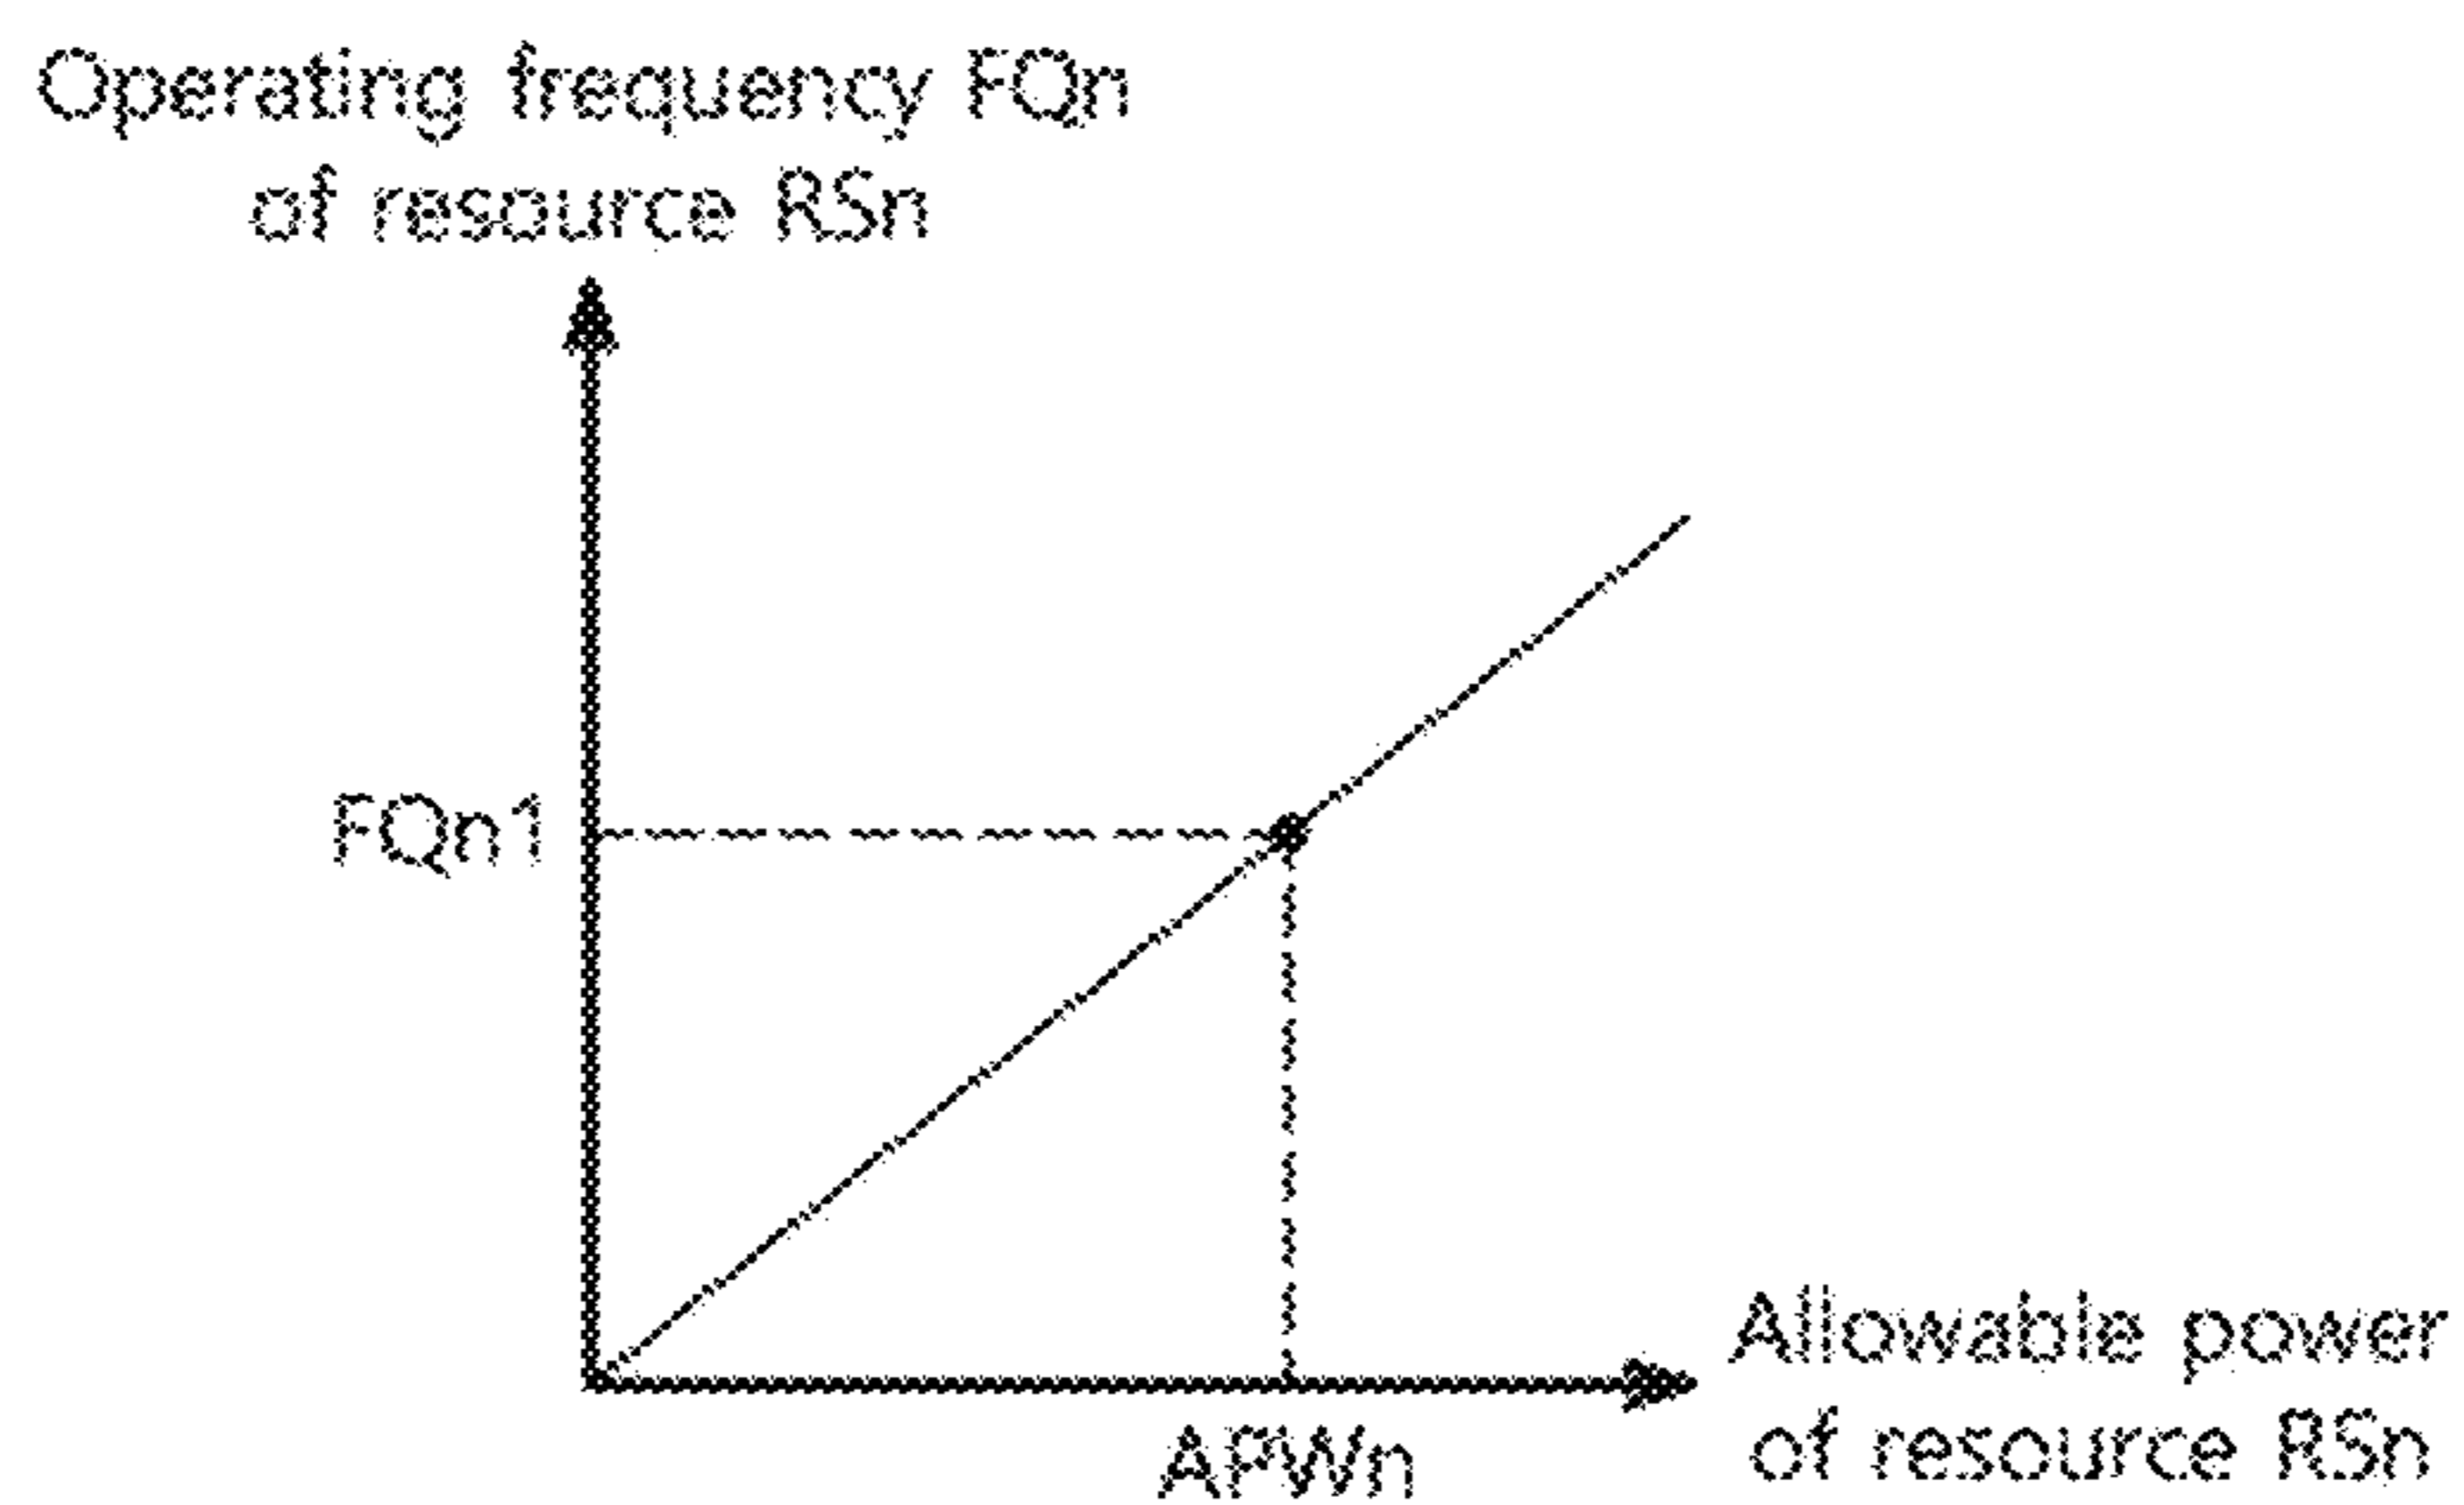 Operating frequency FQn
of resource RSn
FQn1
Allowable power
of resource RSn
APWn